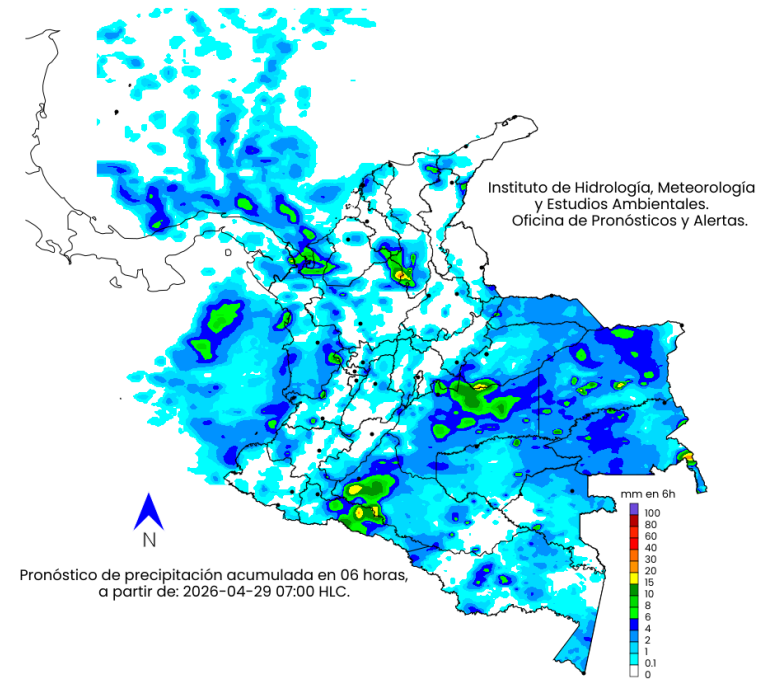 Instituto de Hidrología, Meteorología
y Estudios Ambientales.
Oficina de Pronósticos y Alertas.
N
mm en 6h
100
80
60
40
30
20
15
10
8
6
4
2
1
0.1
0
Pronóstico de precipitación acumulada en 06 horas,
a partir de: 2026-04-29 07:00 HLC.